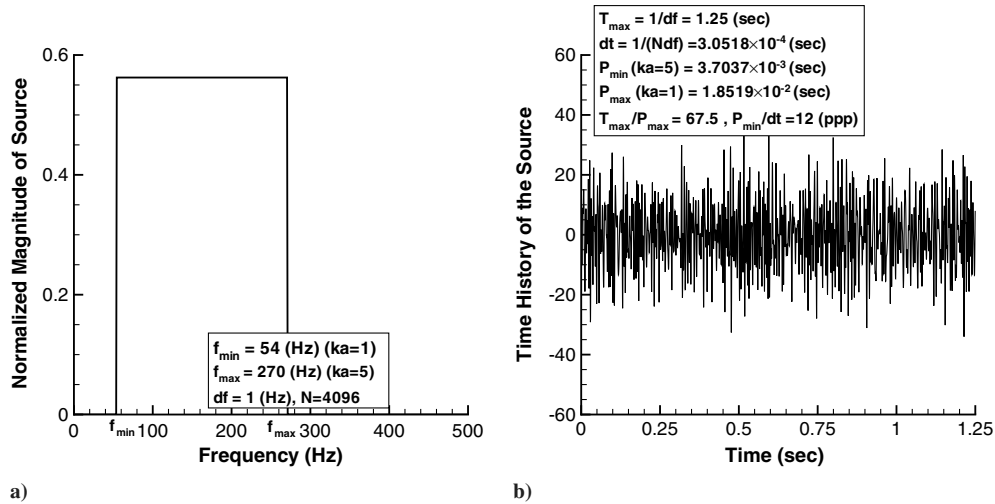 Normalized Magnitude of Source
0.6
0.4
0.2
0
f_min = 54 (Hz) (ka=1)
f_max = 270 (Hz) (ka=5)
df = 1 (Hz), N=4096
0 f_min 100 200 f_max 300 400 500
Frequency (Hz)
a)
T_max = 1/df = 1.25 (sec)
dt = 1/(Ndf) =3.0518×10⁻⁴ (sec)
P_min (ka=5) = 3.7037×10⁻³ (sec)
P_max (ka=1) = 1.8519×10⁻² (sec)
T_max/P_max = 67.5 , P_min/dt =12 (ppp)
Time History of the Source
60
40
20
0
-20
-40
-60
0 0.25 0.5 0.75 1 1.25
Time (sec)
b)